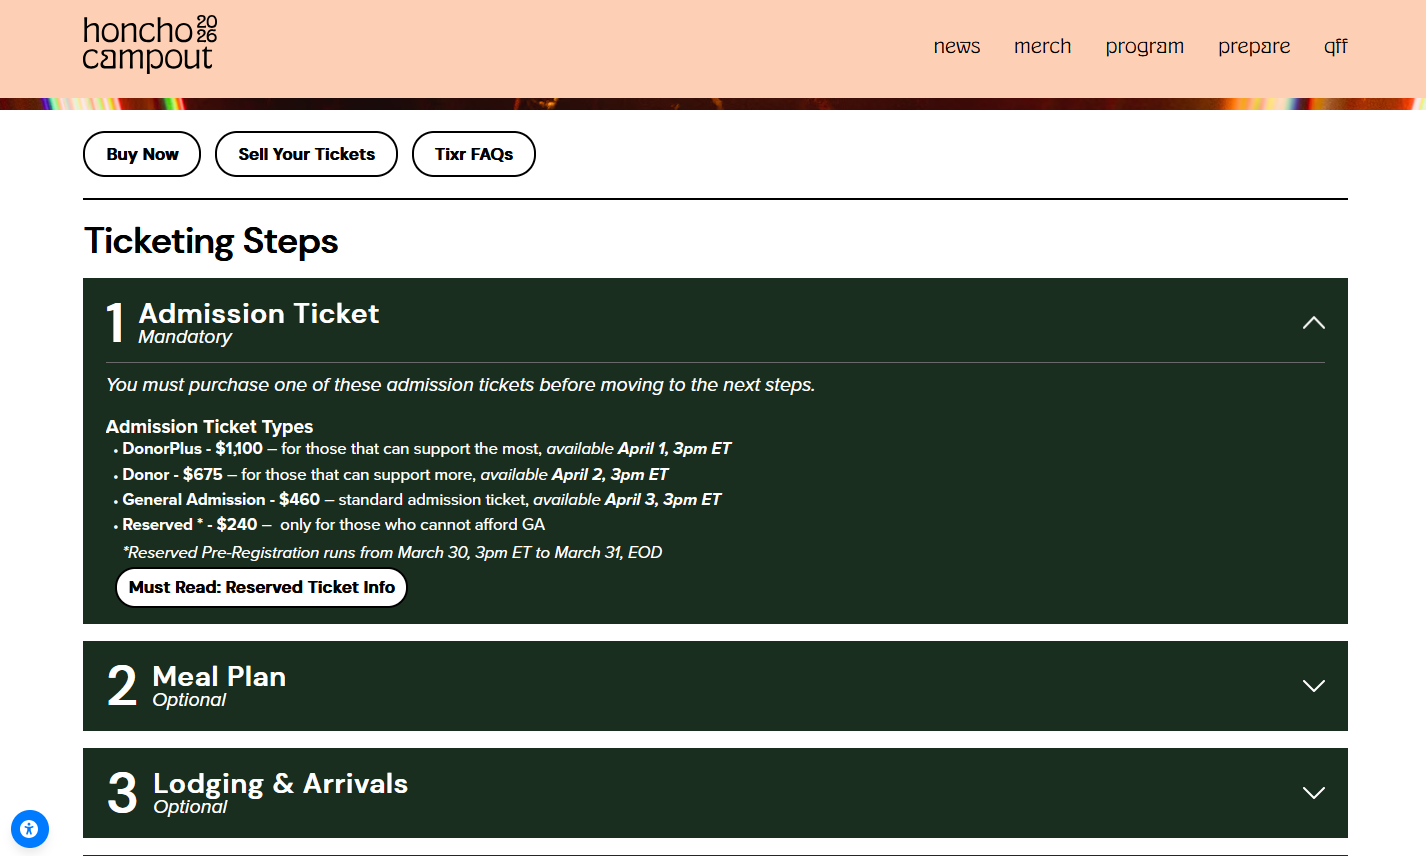 honcho 2026
campout
news merch program prepare qff
Buy Now Sell Your Tickets Tixr FAQs
Ticketing Steps
1 Admission Ticket
Mandatory
You must purchase one of these admission tickets before moving to the next steps.
Admission Ticket Types
• DonorPlus - $1,100 – for those that can support the most, available April 1, 3pm ET
• Donor - $675 – for those that can support more, available April 2, 3pm ET
• General Admission - $460 – standard admission ticket, available April 3, 3pm ET
• Reserved * - $240 – only for those who cannot afford GA
*Reserved Pre-Registration runs from March 30, 3pm ET to March 31, EOD
Must Read: Reserved Ticket Info
2 Meal Plan
Optional
3 Lodging & Arrivals
Optional